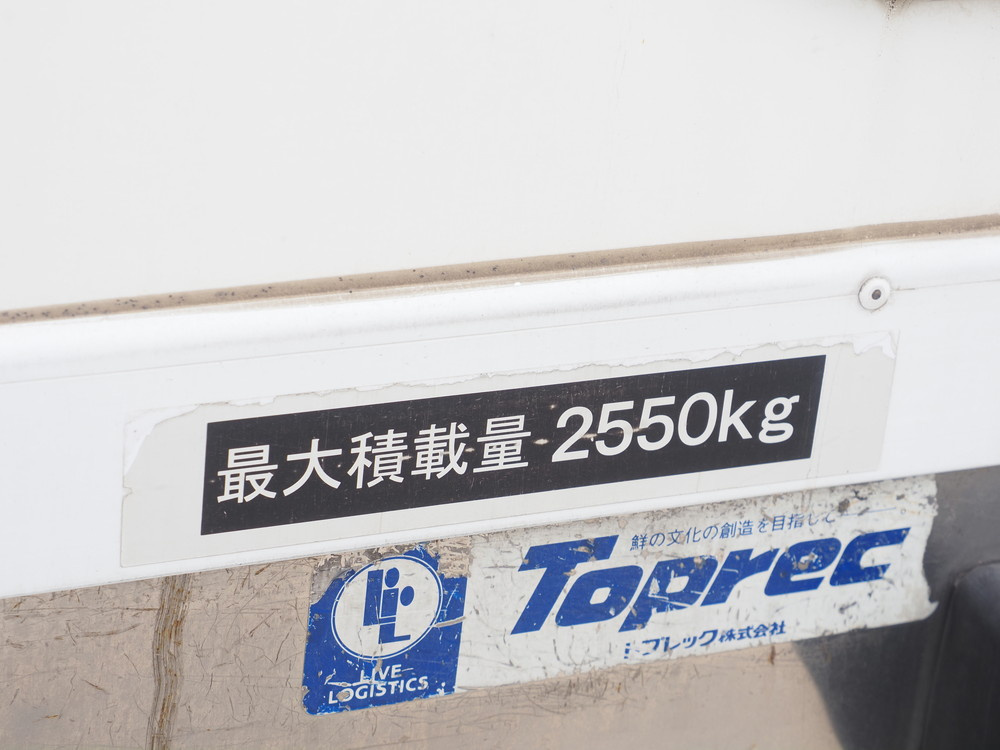 最大積載量 2550kg
鮮の文化の創造を目指して
Toprec
トプレック株式会社
LIVE
LOGISTICS